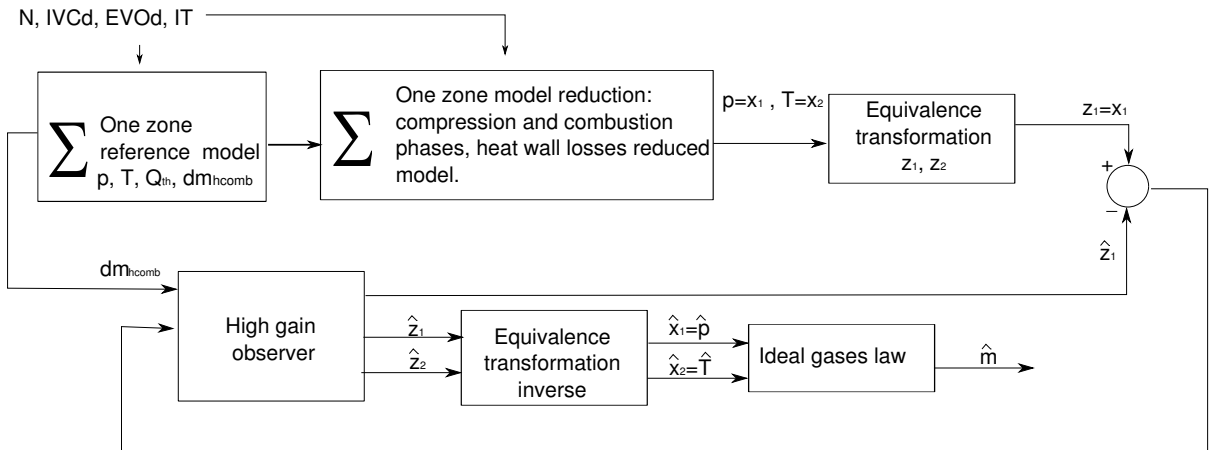 N, IVCd, EVOd, IT
∑ One zone
reference model
p, T, Qth, dmhcomb
∑ One zone model reduction:
compression and combustion
phases, heat wall losses reduced
model.
p=x1 , T=x2
Equivalence
transformation
z1, z2
z1=x1
+
−
ẑ1
dmhcomb
High gain
observer
ẑ1
ẑ2
Equivalence
transformation
inverse
x̂1=p̂
x̂2=T̂
Ideal gases law
m̂